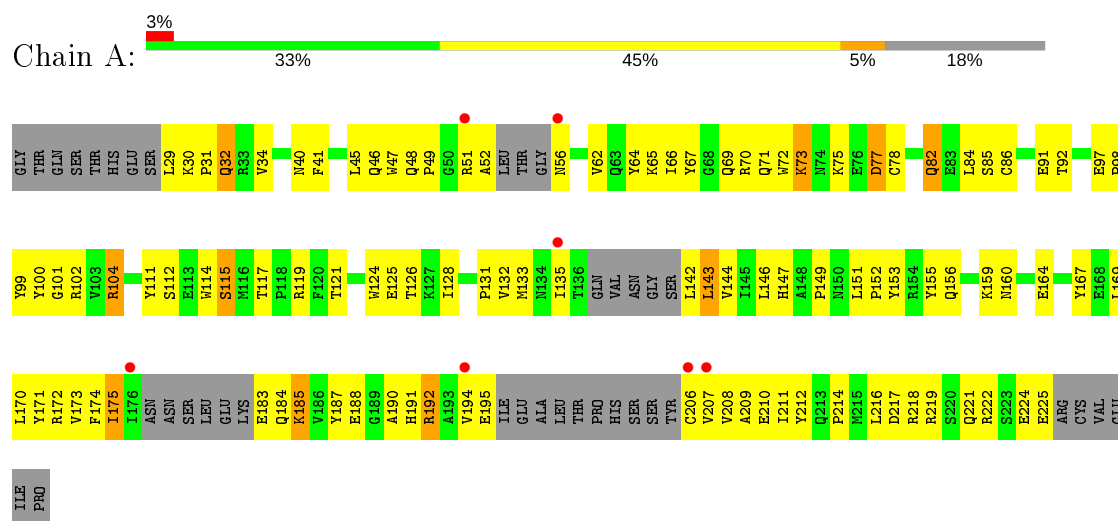 3%
Chain A:
33% 45% 5% 18%
GLY THR GLN SER THR HIS GLU SER L29 K30 P31 Q32 R33 V34 N40 F41 L45 Q46 W47 Q48 P49 G50 R51 A52 LEU THR GLY N56 V62 Q63 Y64 K65 I66 Y67 G68 Q69 R70 Q71 W72 K73 N74 K75 E76 D77 C78 Q82 E83 L84 S85 C86 E91 T92 E97 P98
Y99 Y100 G101 R102 V103 R104 Y111 S112 E113 W114 S115 M116 T117 P118 R119 F120 T121 W124 E125 T126 K127 I128 P131 V132 M133 N134 I135 T136 GLN VAL ASN GLY SER L142 L143 V144 I145 L146 H147 A148 P149 N150 L151 P152 Y153 R154 Y155 Q156 K159 N160 E164 Y167 E168 L169
L170 Y171 R172 V173 F174 I175 I176 ASN ASN SER LEU GLU LYS E183 Q184 K185 V186 Y187 E188 G189 A190 H191 R192 A193 V194 E195 ILE GLU ALA LEU THR PRO HIS SER SER TYR C206 V207 V208 A209 E210 I211 Y212 Q213 P214 M215 L216 D217 R218 R219 S220 Q221 R222 S223 E224 E225 ARG CYS VAL GLU
ILE PRO